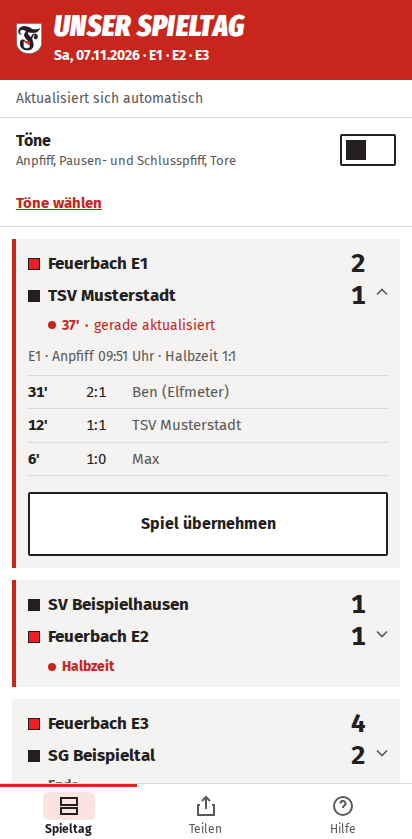 UNSER SPIELTAG
Sa, 07.11.2026 · E1 · E2 · E3
Aktualisiert sich automatisch
Töne
Anpfiff, Pausen- und Schlusspfiff, Tore
Töne wählen
Feuerbach E1 2
TSV Musterstadt 1
37' · gerade aktualisiert
E1 · Anpfiff 09:51 Uhr · Halbzeit 1:1
31' 2:1 Ben (Elfmeter)
12' 1:1 TSV Musterstadt
6' 1:0 Max
Spiel übernehmen
SV Beispielhausen 1
Feuerbach E2 1
Halbzeit
Feuerbach E3 4
SG Beispieltal 2
Spieltag Teilen Hilfe